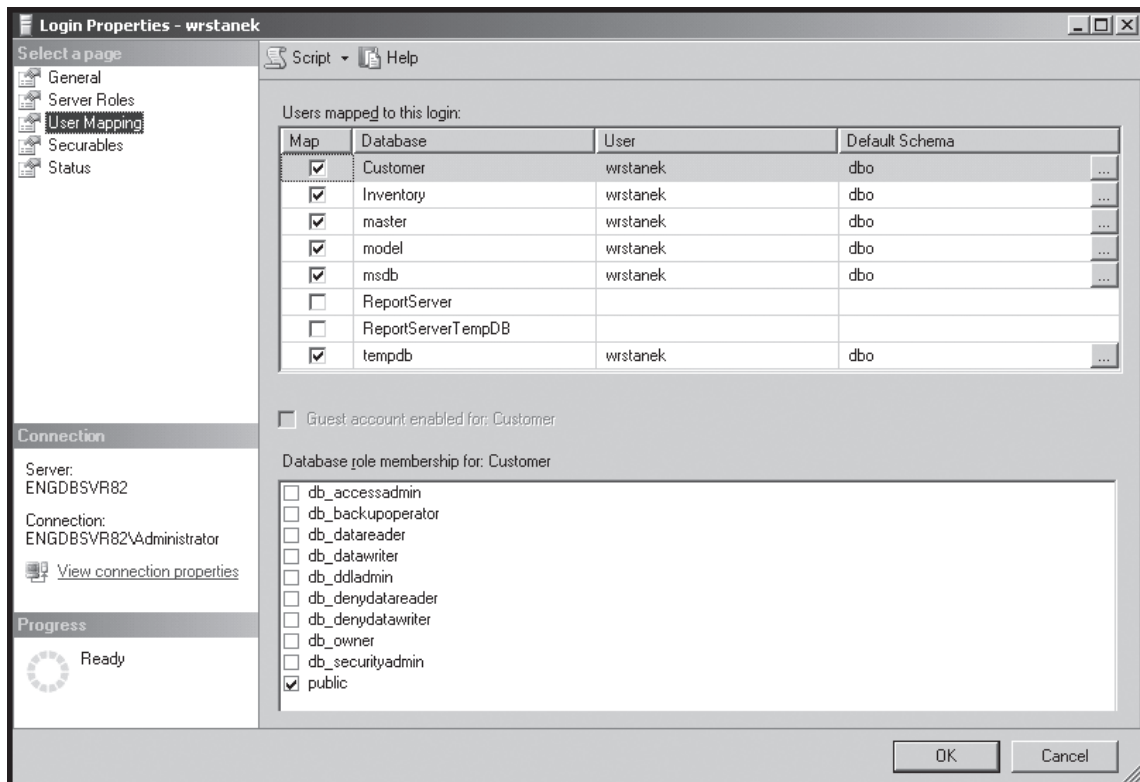 Login Properties - wrstanek
Select a page
General
Server Roles
User Mapping
Securables
Status
Script Help
Users mapped to this login:
Map Database User Default Schema
Customer wrstanek dbo ...
Inventory wrstanek dbo ...
master wrstanek dbo ...
model wrstanek dbo ...
msdb wrstanek dbo ...
ReportServer
ReportServerTempDB
tempdb wrstanek dbo ...
Guest account enabled for: Customer
Database role membership for: Customer
db_accessadmin
db_backupoperator
db_datareader
db_datawriter
db_ddladmin
db_denydatareader
db_denydatawriter
db_owner
db_securityadmin
public
Connection
Server:
ENGDBSVR82
Connection:
ENGDBSVR82\Administrator
View connection properties
Progress
Ready
OK Cancel